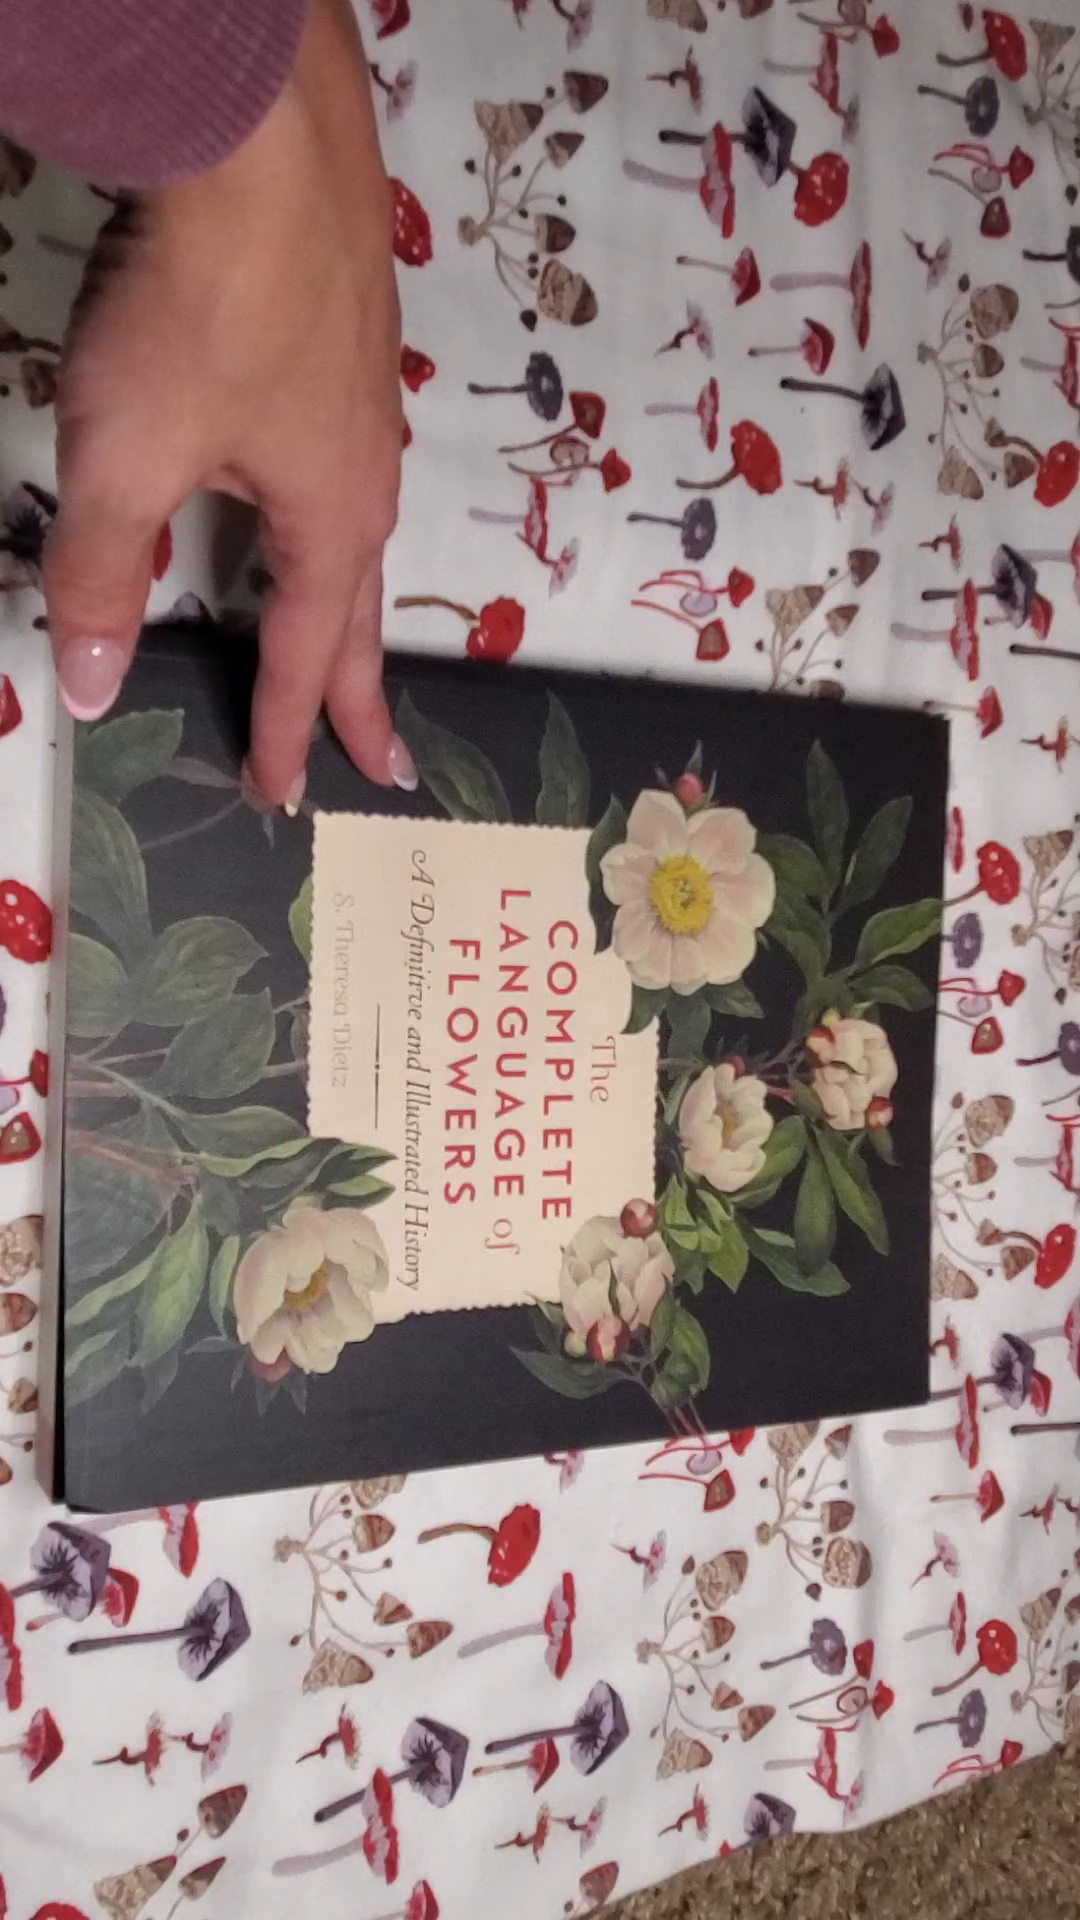 The
COMPLETE
LANGUAGE of
FLOWERS
A Definitive and Illustrated History
S. Theresa Dietz